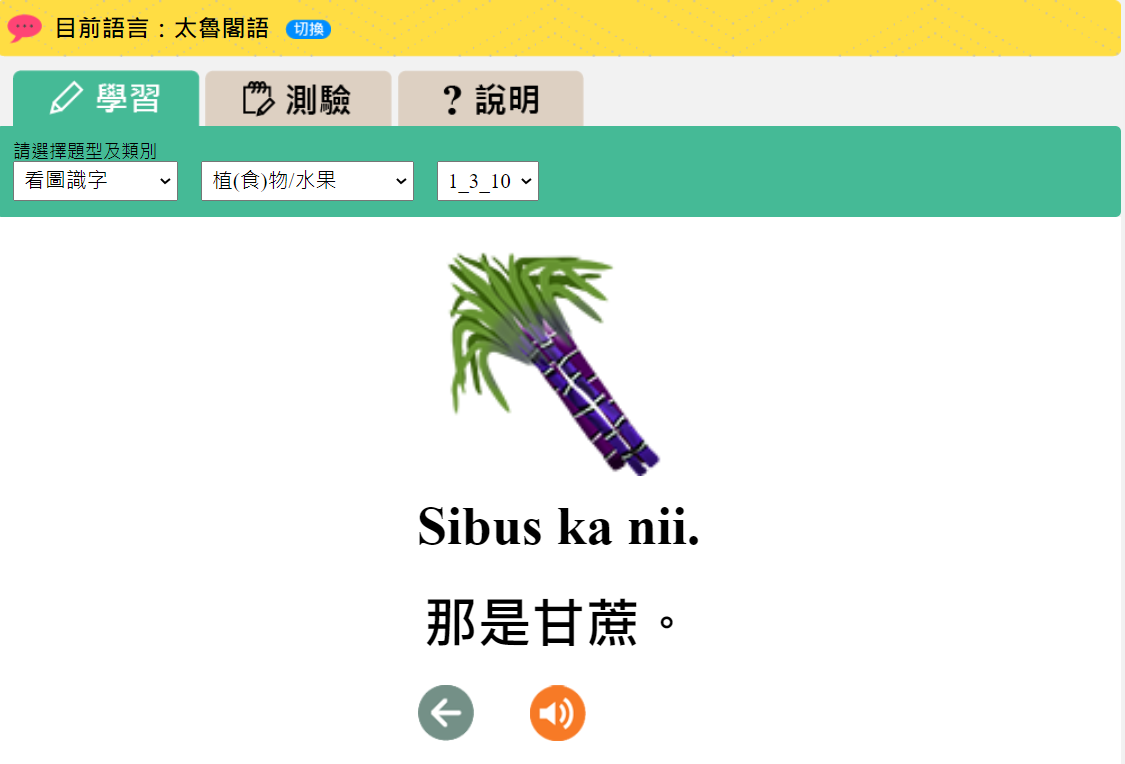 目前語言：太魯閣語 切換
學習 測驗 ? 說明
請選擇題型及類別
看圖識字 植(食)物/水果 1_3_10
Sibus ka nii.
那是甘蔗。